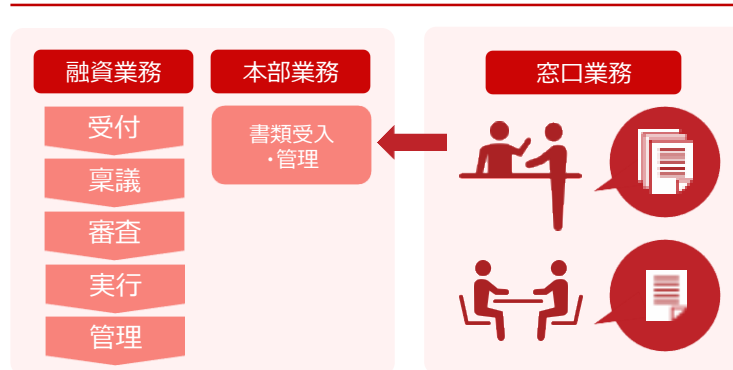 融資業務
本部業務
窓口業務
受付
稟議
審査
実行
管理
書類受入
・管理